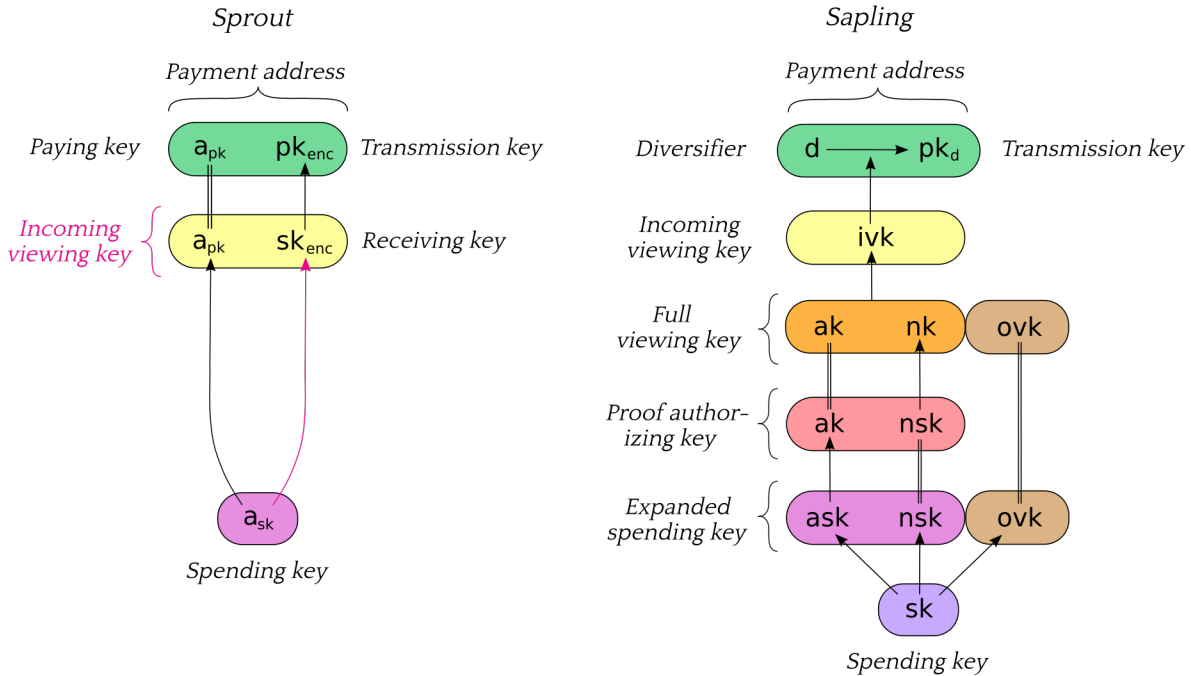 Sprout
Payment address
Paying key
a_pk
pk_enc
Transmission key
Incoming
viewing key
a_pk
sk_enc
Receiving key
a_sk
Spending key
Sapling
Payment address
Diversifier
d
pk_d
Transmission key
Incoming
viewing key
ivk
Full
viewing key
ak
nk
ovk
Proof author-
izing key
ak
nsk
Expanded
spending key
ask
nsk
ovk
sk
Spending key